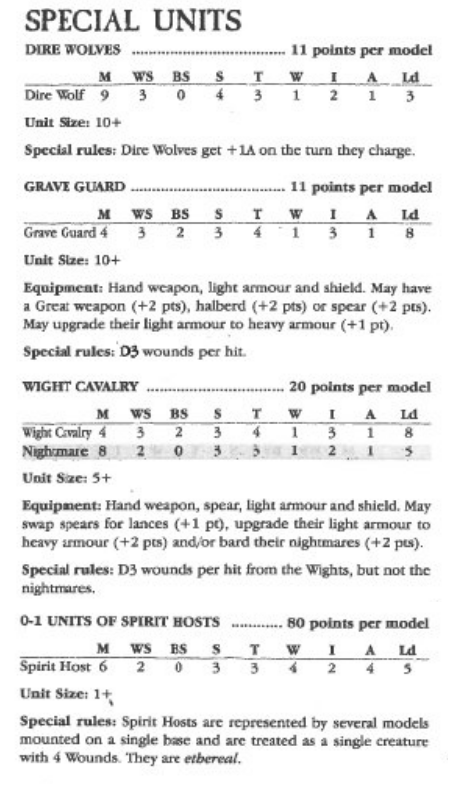 SPECIAL UNITS
DIRE WOLVES ........................................ 11 points per model
M WS BS S T W I A Ld
Dire Wolf 9 3 0 4 3 1 2 1 3
Unit Size: 10+
Special rules: Dire Wolves get +1A on the turn they charge.
GRAVE GUARD ........................................ 11 points per model
M WS BS S T W I A Ld
Grave Guard 4 3 2 3 4 1 3 1 8
Unit Size: 10+
Equipment: Hand weapon, light armour and shield. May have
a Great weapon (+2 pts), halberd (+2 pts) or spear (+2 pts).
May upgrade their light armour to heavy armour (+1 pt).
Special rules: D3 wounds per hit.
WIGHT CAVALRY .................................... 20 points per model
M WS BS S T W I A Ld
Wight Cavalry 4 3 2 3 4 1 3 1 8
Nightmare 8 2 0 3 3 1 2 1 5
Unit Size: 5+
Equipment: Hand weapon, spear, light armour and shield. May
swap spears for lances (+1 pt), upgrade their light armour to
heavy armour (+2 pts) and/or bard their nightmares (+2 pts).
Special rules: D3 wounds per hit from the Wights, but not the
nightmares.
0-1 UNITS OF SPIRIT HOSTS ............ 80 points per model
M WS BS S T W I A Ld
Spirit Host 6 2 0 3 3 4 2 4 5
Unit Size: 1+
Special rules: Spirit Hosts are represented by several models
mounted on a single base and are treated as a single creature
with 4 Wounds. They are ethereal.